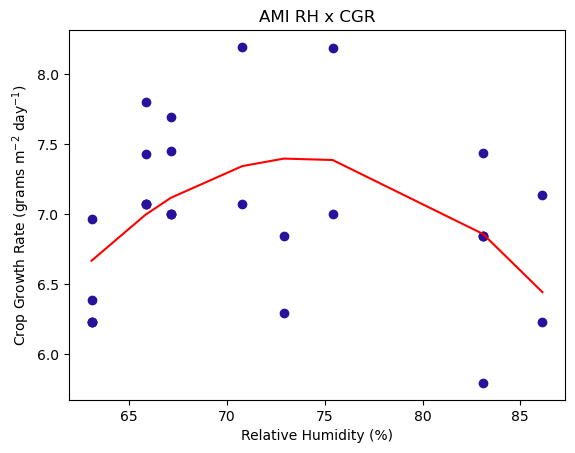 AMI RH x CGR
Crop Growth Rate (grams m⁻² day⁻¹)
8.0
7.5
7.0
6.5
6.0
65 70 75 80 85
Relative Humidity (%)